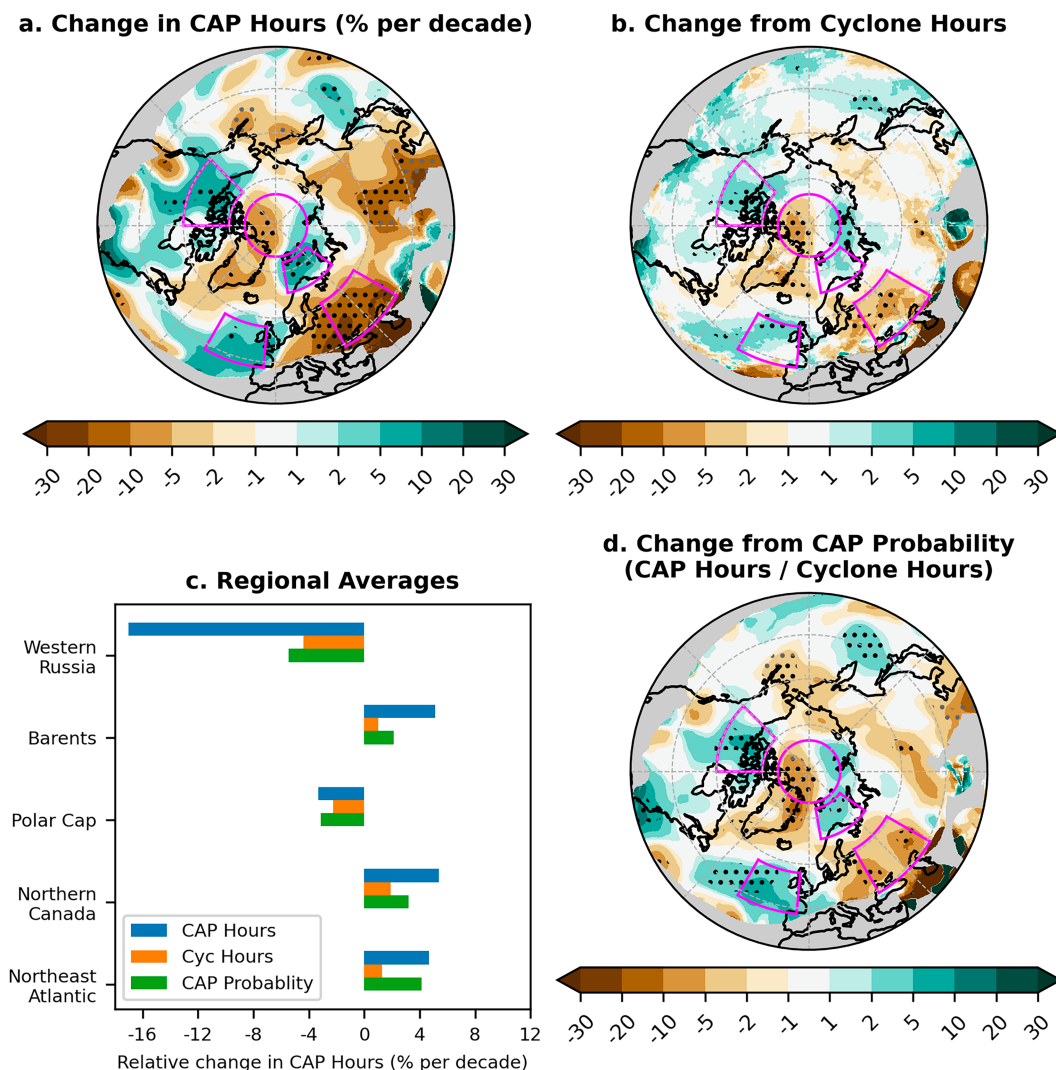 a. Change in CAP Hours (% per decade)
b. Change from Cyclone Hours
-30 -20 -10 -5 -2 -1 1 2 5 10 20 30
-30 -20 -10 -5 -2 -1 1 2 5 10 20 30
c. Regional Averages
Western
Russia
Barents
Polar Cap
Northern
Canada
Northeast
Atlantic
CAP Hours
Cyc Hours
CAP Probablity
-16 -12 -8 -4 0 4 8 12
Relative change in CAP Hours (% per decade)
d. Change from CAP Probability
(CAP Hours / Cyclone Hours)
-30 -20 -10 -5 -2 -1 1 2 5 10 20 30